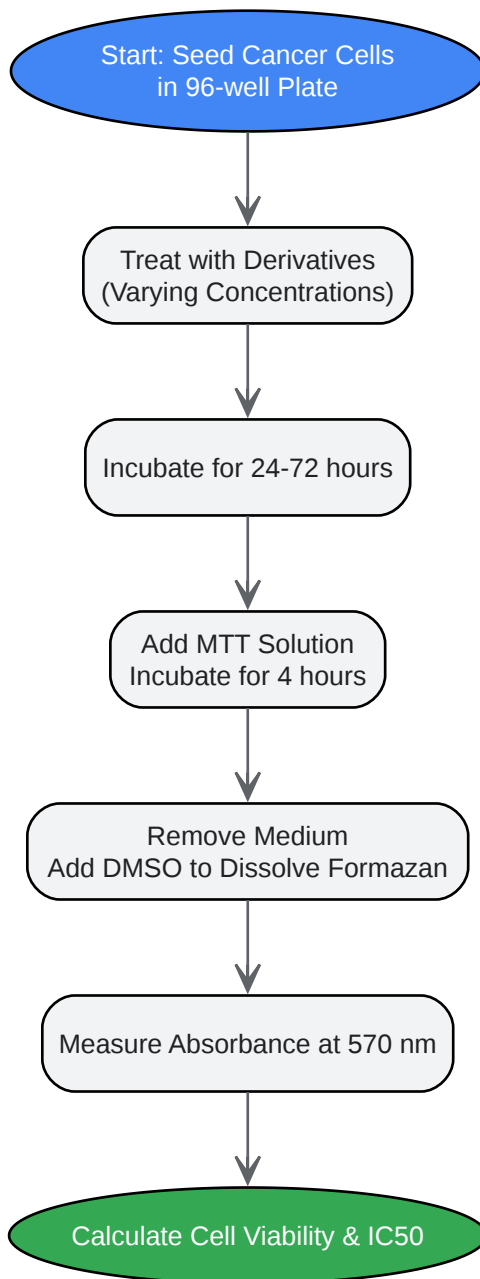 Start: Seed Cancer Cells
in 96-well Plate
Treat with Derivatives
(Varying Concentrations)
Incubate for 24-72 hours
Add MTT Solution
Incubate for 4 hours
Remove Medium
Add DMSO to Dissolve Formazan
Measure Absorbance at 570 nm
Calculate Cell Viability & IC50